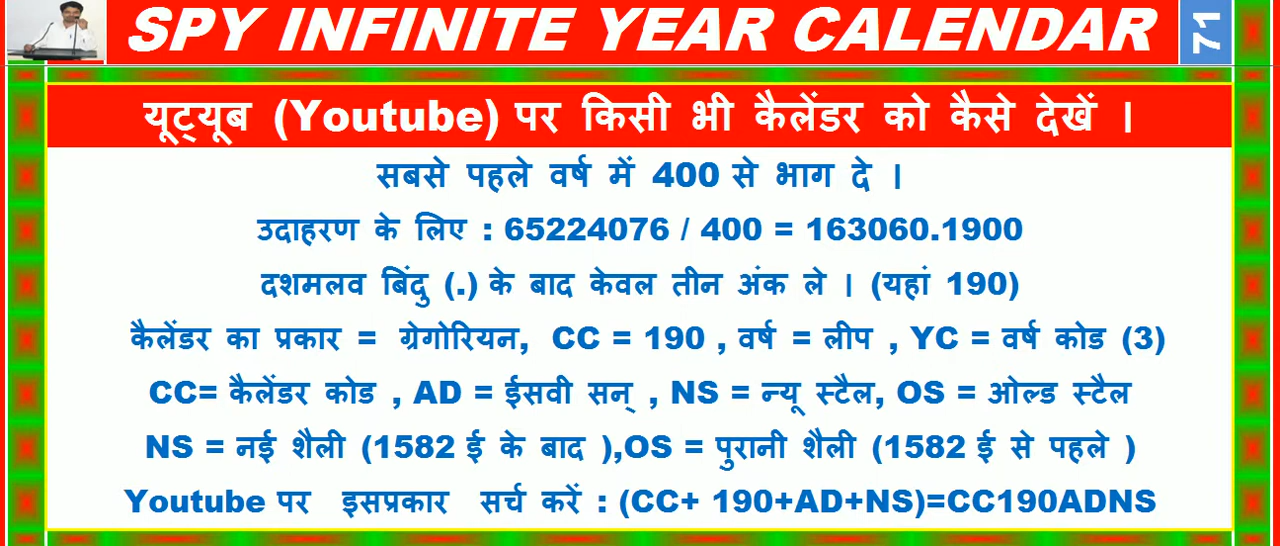 SPY INFINITE YEAR CALENDAR
71
यूट्यूब (Youtube) पर किसी भी कैलेंडर को कैसे देखें ।
सबसे पहले वर्ष में 400 से भाग दे ।
उदाहरण के लिए : 65224076 / 400 = 163060.1900
दशमलव बिंदु (.) के बाद केवल तीन अंक ले । (यहां 190)
कैलेंडर का प्रकार = ग्रेगोरियन, CC = 190 , वर्ष = लीप , YC = वर्ष कोड (3)
CC= कैलेंडर कोड , AD = ईसवी सन् , NS = न्यू स्टैल, OS = ओल्ड स्टैल
NS = नई शैली (1582 ई के बाद ),OS = पुरानी शैली (1582 ई से पहले )
Youtube पर इसप्रकार सर्च करें : (CC+ 190+AD+NS)=CC190ADNS